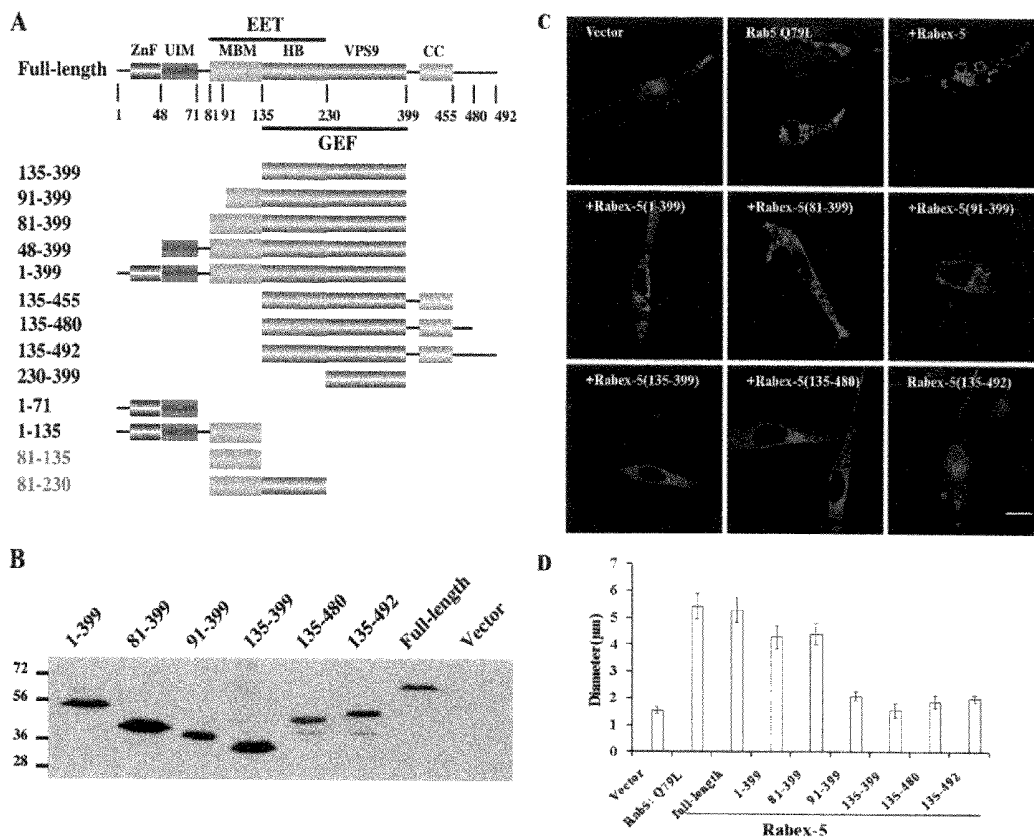 A
EET
ZnF UIM MBM HB VPS9 CC
Full-length
1 48 71 81 91 135 230 399 455 480 492
GEF
135-399
91-399
81-399
48-399
1-399
135-455
135-480
135-492
230-399
1-71
1-135
81-135
81-230
B
1-399 81-399 91-399 135-399 135-480 135-492 Full-length Vector
72
56
36
28
C
Vector Rab5 Q79L +Rabex-5
+Rabex-5(1-399) +Rabex-5(81-399) +Rabex-5(91-399)
+Rabex-5(135-399) +Rabex-5(135-480) Rabex-5(135-492)
D
Diameter(μm)
7
6
5
4
3
2
1
0
Vector Rab5: Q79L full-length 1-399 81-399 91-399 135-399 135-480 135-492
Rabex-5